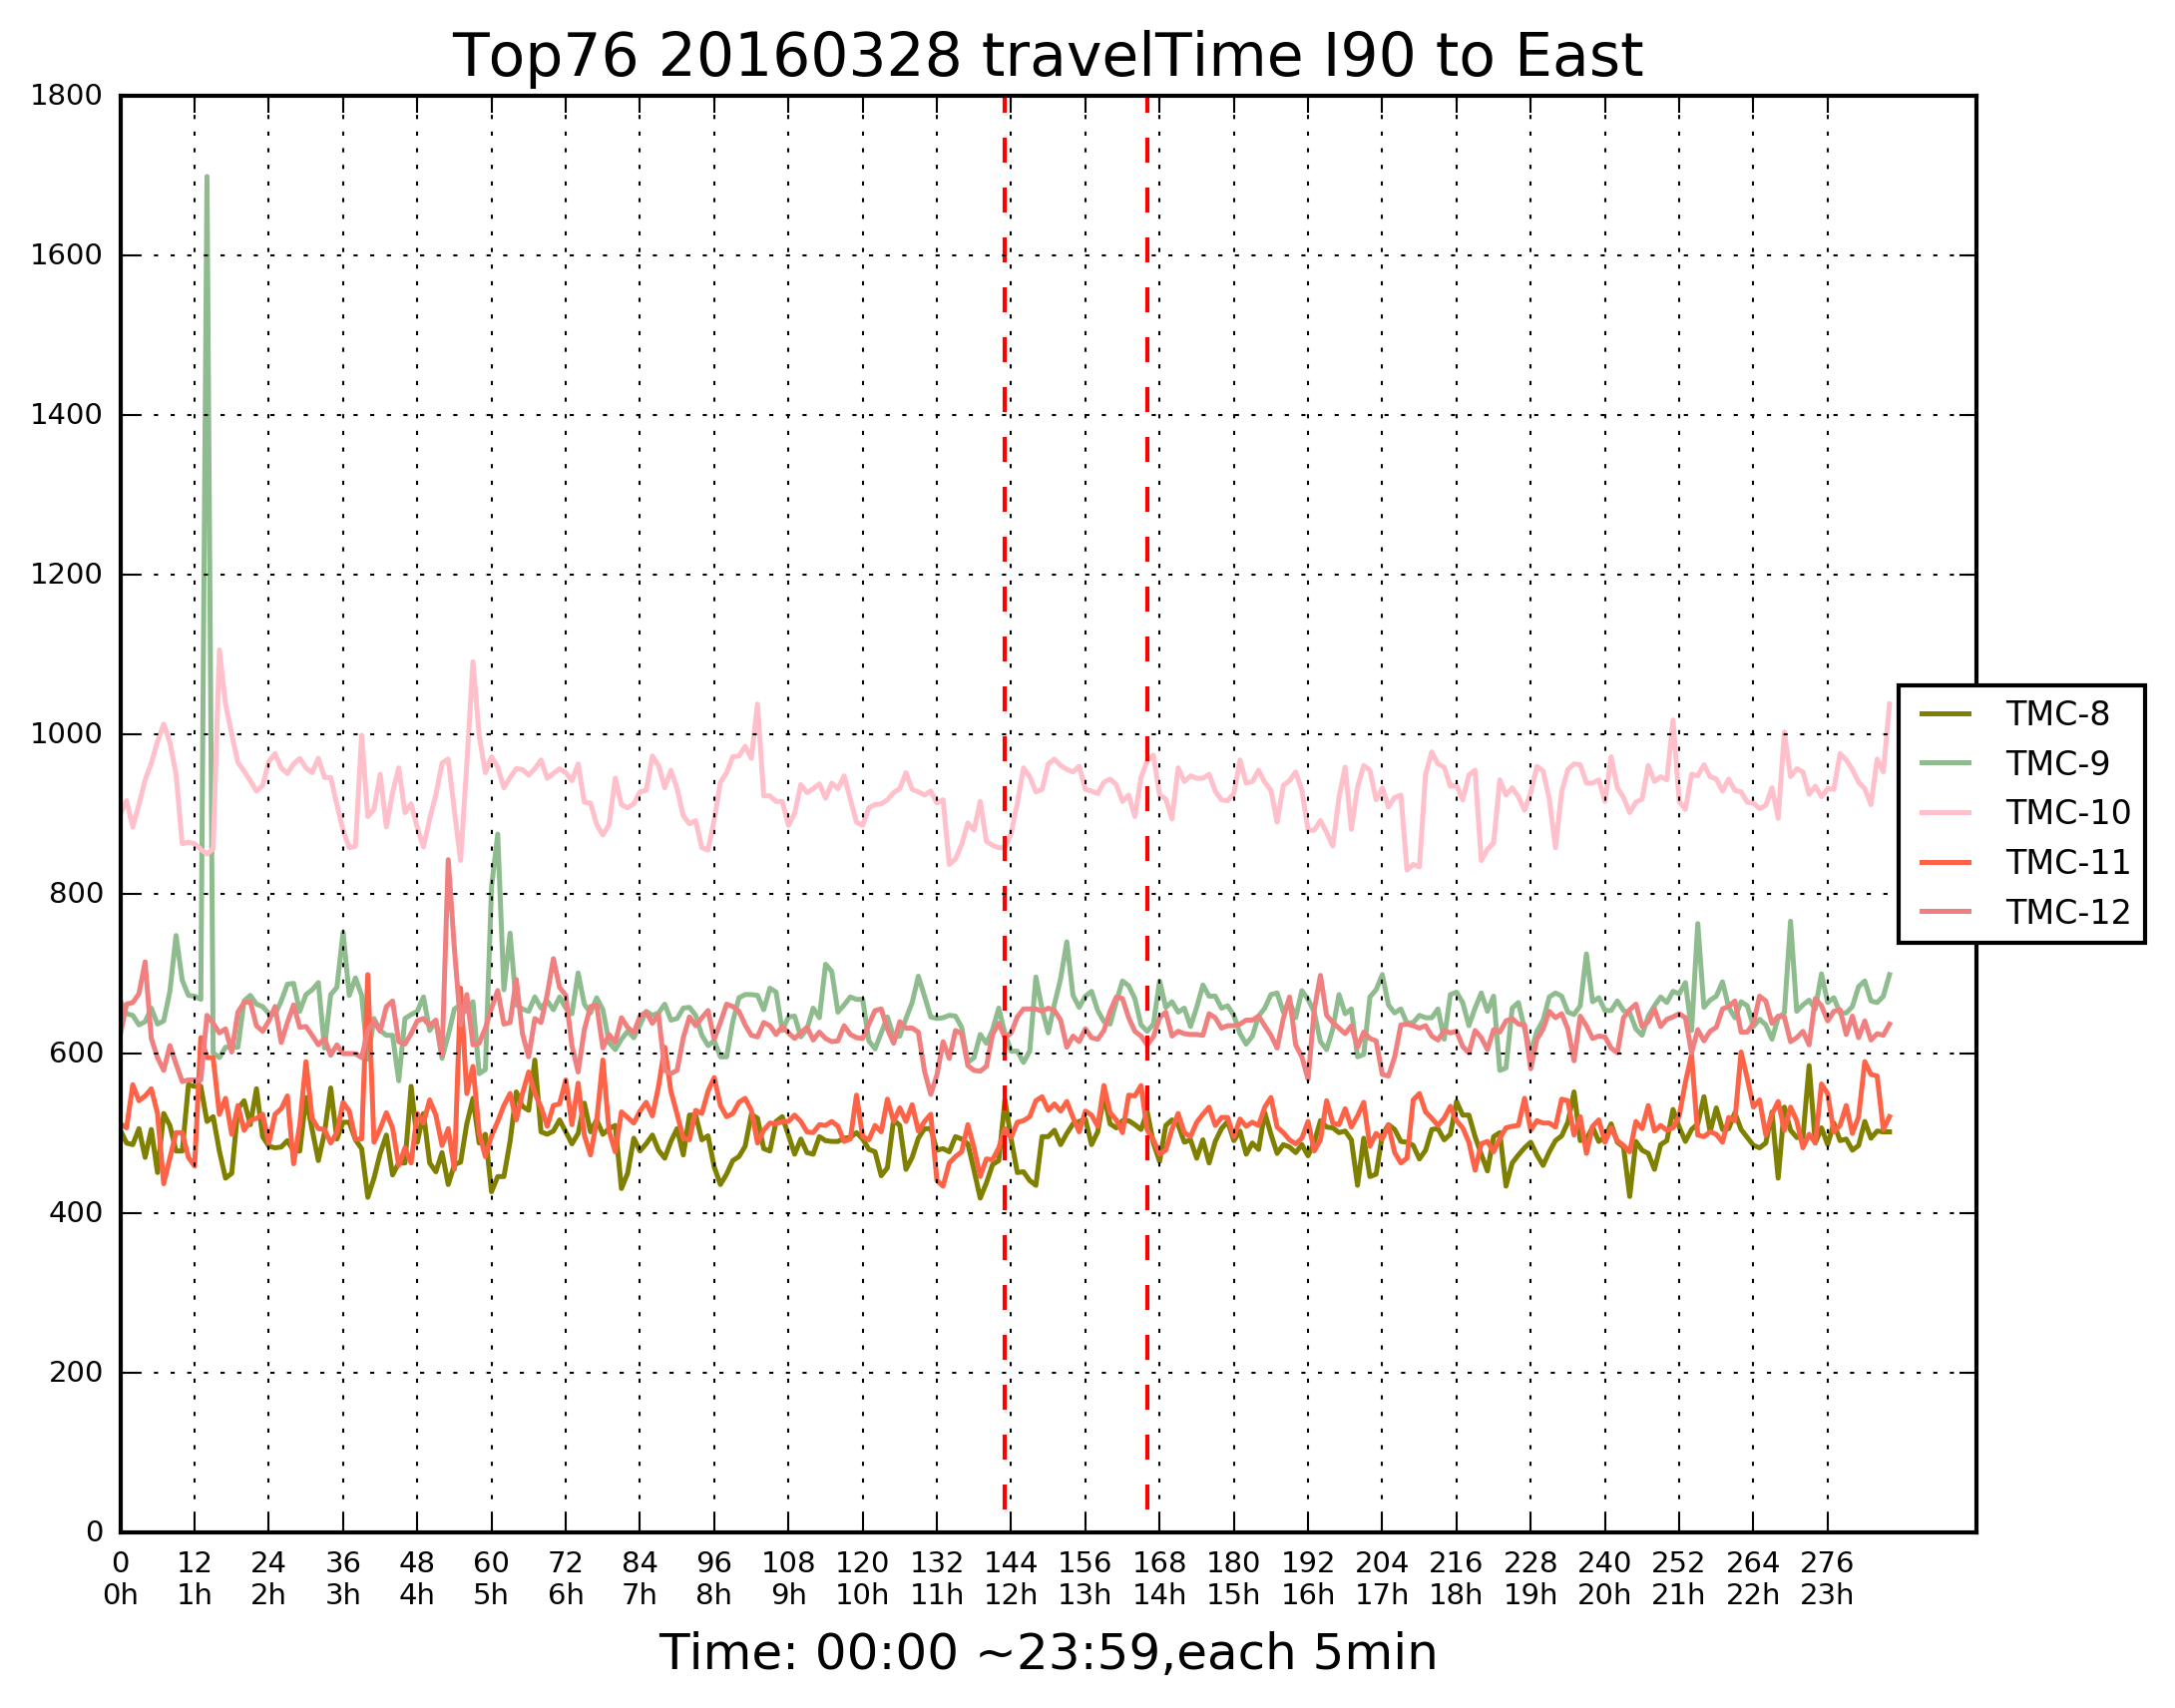 Top76 20160328 travelTime I90 to East
1800
1600
1400
1200
1000
800
600
400
200
0
TMC-8
TMC-9
TMC-10
TMC-11
TMC-12
0 12 24 36 48 60 72 84 96 108 120 132 144 156 168 180 192 204 216 228 240 252 264 276
0h 1h 2h 3h 4h 5h 6h 7h 8h 9h 10h 11h 12h 13h 14h 15h 16h 17h 18h 19h 20h 21h 22h 23h
Time: 00:00 ~23:59,each 5min